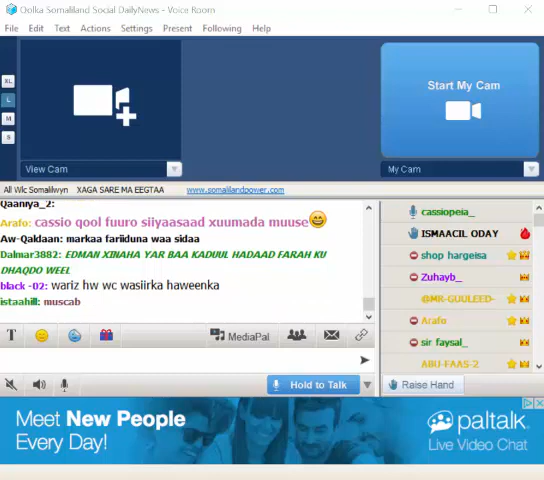 Oolka Somaliland Social DailyNews - Voice Room
File Edit Text Actions Settings Present Following Help
XL
L
M
S
Start My Cam
View Cam
My Cam
All Wlc Somalilwyn XAGA SARE MA EEGTAA www.somalilandpower.com
Qaaniya_2:
Arafo: cassio qool fuuro siiyaasaad xuumada muuse
Aw-Qaldaan: markaa fariiduna waa sidaa
Dalmar3882: EDMAN XINAHA YAR BAA KADUUL HADAAD FARAH KU
DHAQDO WEEL
black -02: wariz hw wc wasiirka haweenka
istaahill: muscab
cassiopeia_
ISMAACIL ODAY
shop hargeisa
Zuhayb_
@MR-GUULEED-
Arafo
sir faysal_
ABU-FAAS-2
T
MediaPal
Hold to Talk
Raise Hand
Meet New People
Every Day!
paltalk
Live Video Chat